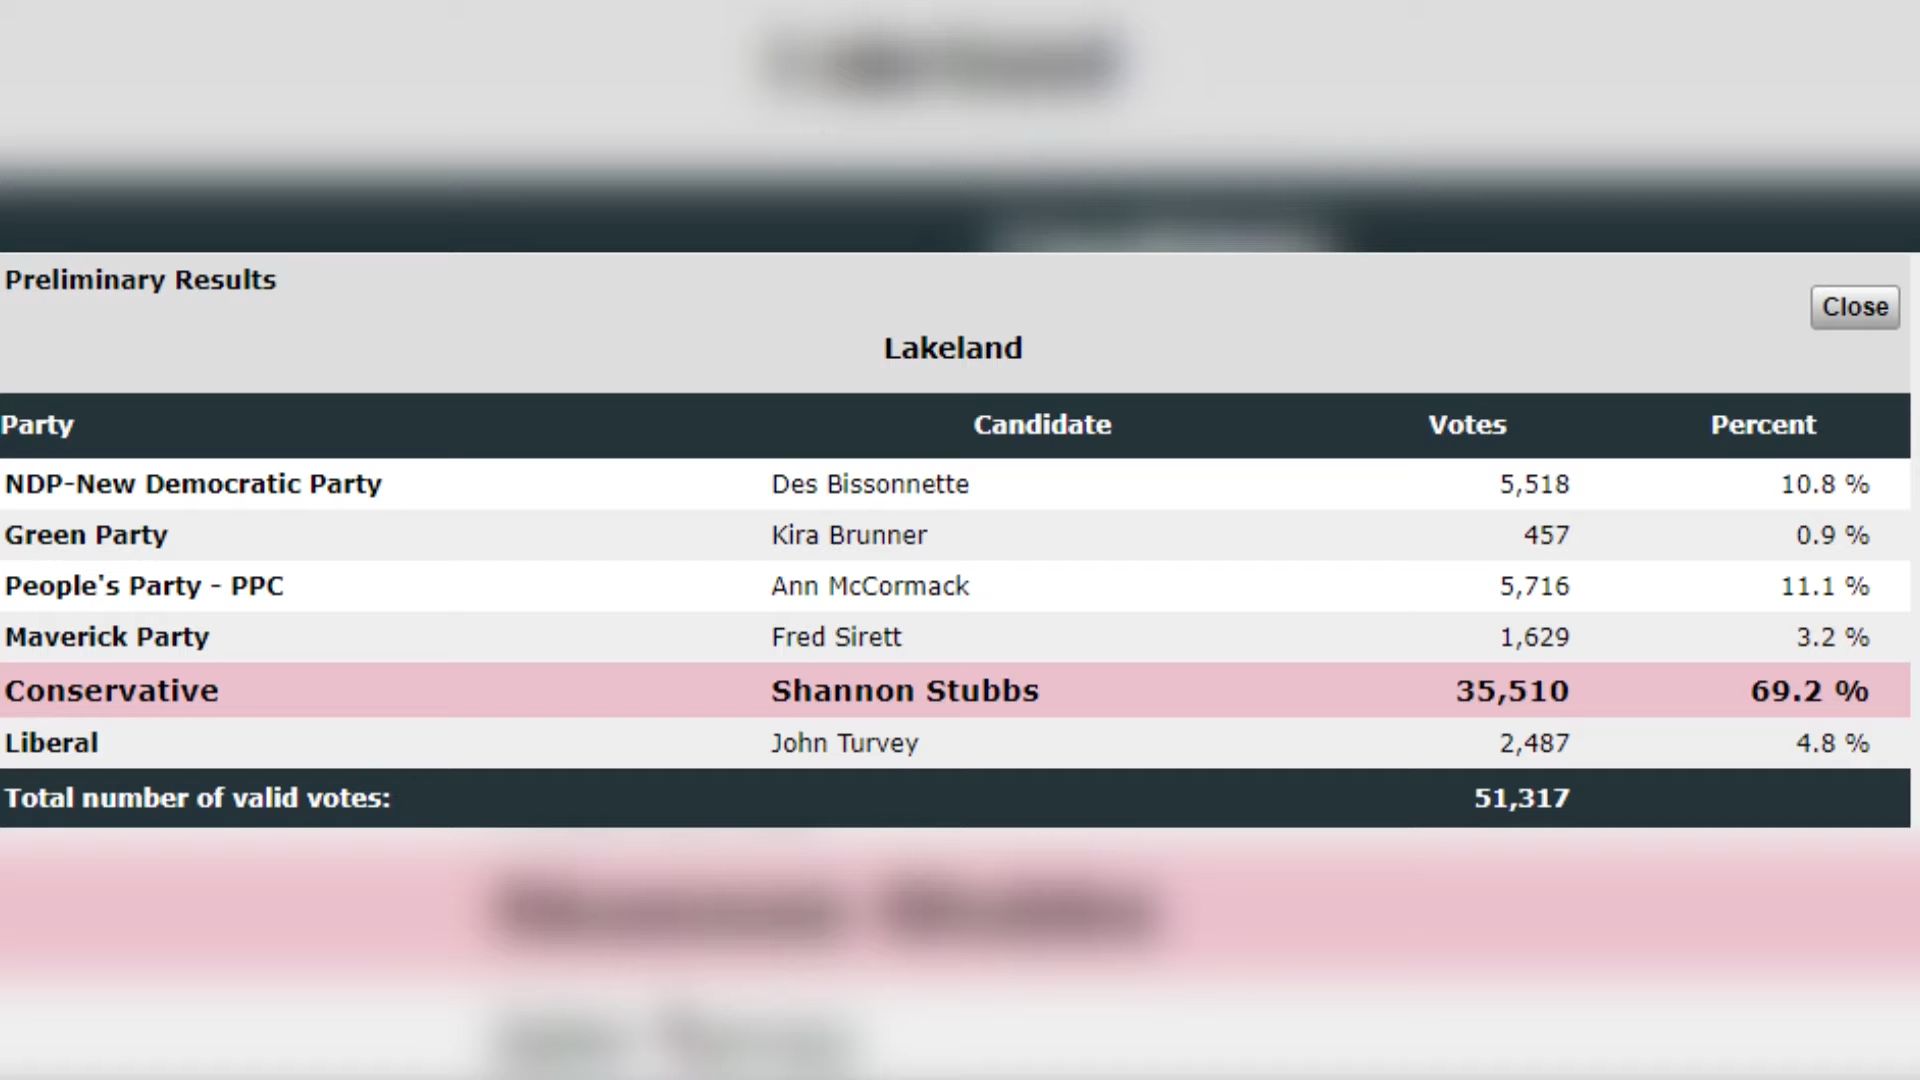 Preliminary Results
Close
Lakeland
Party Candidate Votes Percent
NDP-New Democratic Party Des Bissonnette 5,518 10.8 %
Green Party Kira Brunner 457 0.9 %
People's Party - PPC Ann McCormack 5,716 11.1 %
Maverick Party Fred Sirett 1,629 3.2 %
Conservative Shannon Stubbs 35,510 69.2 %
Liberal John Turvey 2,487 4.8 %
Total number of valid votes: 51,317